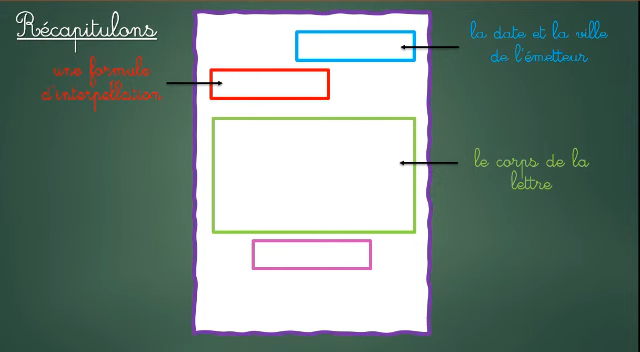 Récapitulons
la date et la ville
de l'émetteur
une formule
d'interpellation
le corps de la
lettre